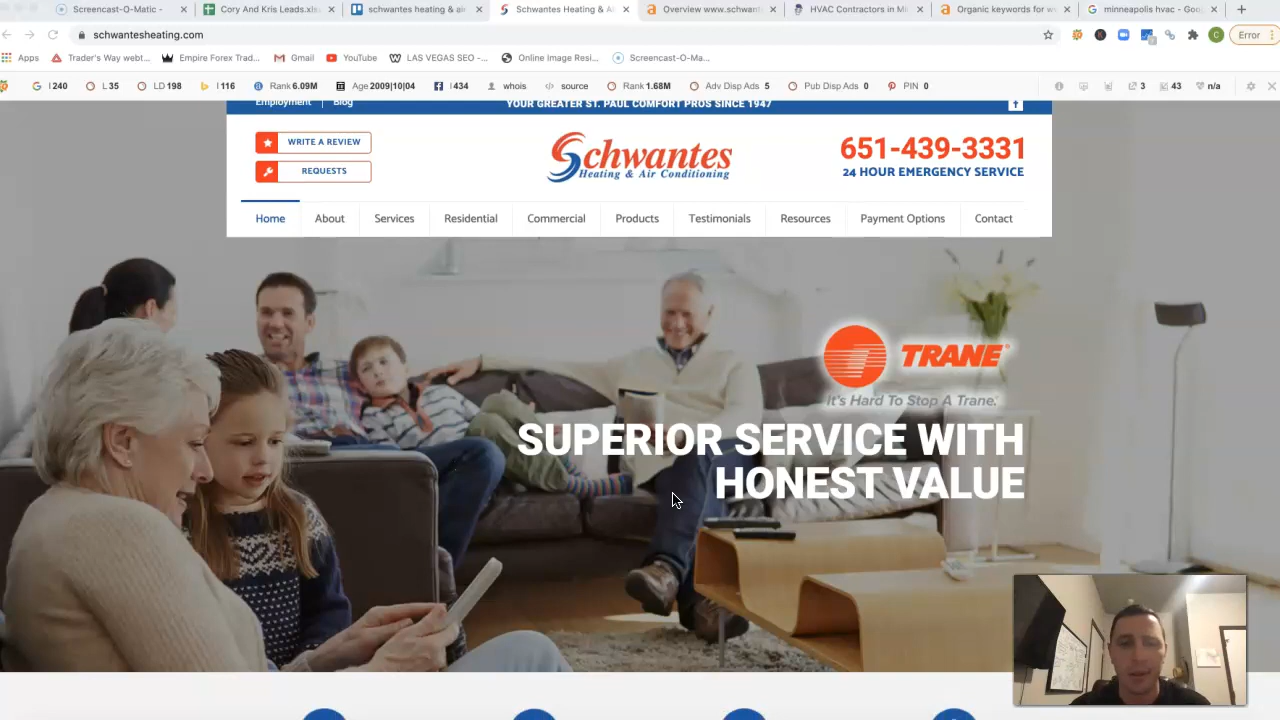 Screencast-O-Matic -
Cory And Kris Leads.xlsx
schwantes heating & air
Schwantes Heating & Ai
Overview www.schwan
HVAC Contractors in Mi
Organic keywords for w
minneapolis hvac - Goo
schwantesheating.com
Error
Apps
Trader's Way webt...
Empire Forex Trad...
Gmail
YouTube
LAS VEGAS SEO -...
Online Image Resi...
Screencast-O-Ma...
I 240
L 35
LD 198
I 116
Rank 6.09M
Age 2009|10|04
I 434
whois
source
Rank 1.68M
Adv Disp Ads 5
Pub Disp Ads 0
PIN 0
3
43
n/a
Employment | Blog
YOUR GREATER ST. PAUL COMFORT PROS SINCE 1947
WRITE A REVIEW
REQUESTS
Schwantes
Heating & Air Conditioning
651-439-3331
24 HOUR EMERGENCY SERVICE
Home
About
Services
Residential
Commercial
Products
Testimonials
Resources
Payment Options
Contact
TRANE®
It's Hard To Stop A Trane.
SUPERIOR SERVICE WITH
HONEST VALUE